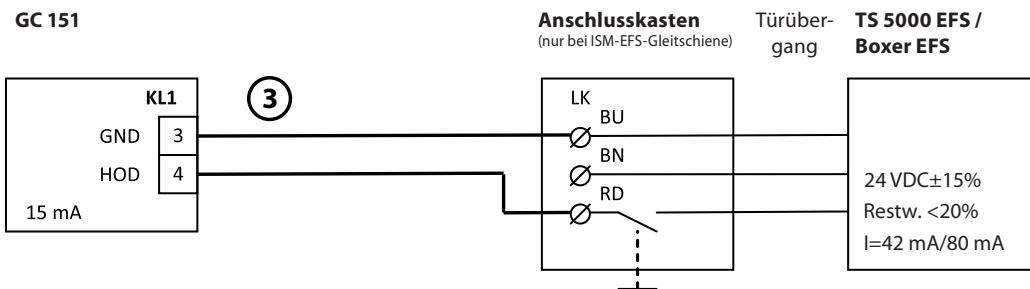 GC 151
Anschlusskasten
(nur bei ISM-EFS-Gleitschiene)
Türüber-
gang
TS 5000 EFS /
Boxer EFS
KL1
3
GND 3
HOD 4
15 mA
LK
BU
BN
RD
24 VDC±15%
Restw. <20%
I=42 mA/80 mA